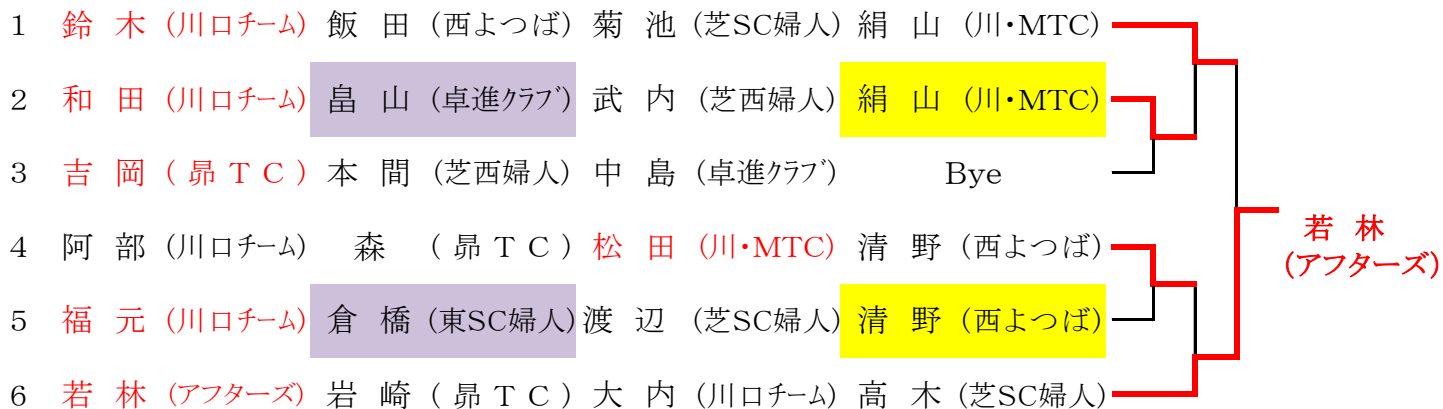 1 鈴 木 (川口チーム) 飯 田 (西よつば) 菊 池 (芝SC婦人) 絹 山 (川・MTC)
2 和 田 (川口チーム) 畠 山 (卓進クラブ) 武 内 (芝西婦人) 絹 山 (川・MTC)
3 吉 岡 ( 昴 T C ) 本 間 (芝西婦人) 中 島 (卓進クラブ) Bye
4 阿 部 (川口チーム) 森 ( 昴 T C ) 松 田 (川・MTC) 清 野 (西よつば)
若 林
(アフターズ)
5 福 元 (川口チーム) 倉 橋 (東SC婦人) 渡 辺 (芝SC婦人) 清 野 (西よつば)
6 若 林 (アフターズ) 岩 崎 ( 昴 T C ) 大 内 (川口チーム) 高 木 (芝SC婦人)